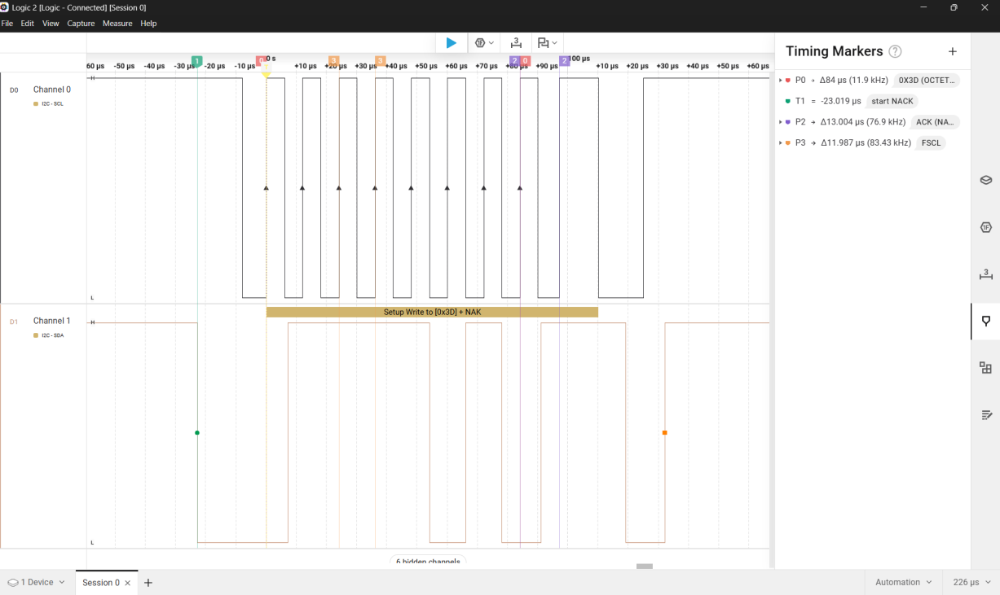 Logic 2 [Logic - Connected] [Session 0]
File Edit View Capture Measure Help
0 s
100 µs
60 µs -50 µs -40 µs -30 µs -20 µs -10 µs +10 µs +20 µs +30 µs +40 µs +50 µs +60 µs +70 µs +80 µs +90 µs +10 µs +20 µs +30 µs +40 µs +50 µs +60 µs
1 0 3 3 2 0 2
D0 Channel 0
I2C - SCL
H
L
Setup Write to [0x3D] + NAK
D1 Channel 1
I2C - SDA
H
L
6 hidden channels
Timing Markers ?
P0 → Δ84 µs (11.9 kHz) 0X3D (OCTET...
T1 = -23.019 µs start NACK
P2 → Δ13.004 µs (76.9 kHz) ACK (NA...
P3 → Δ11.987 µs (83.43 kHz) FSCL
1 Device Session 0 Automation 226 µs